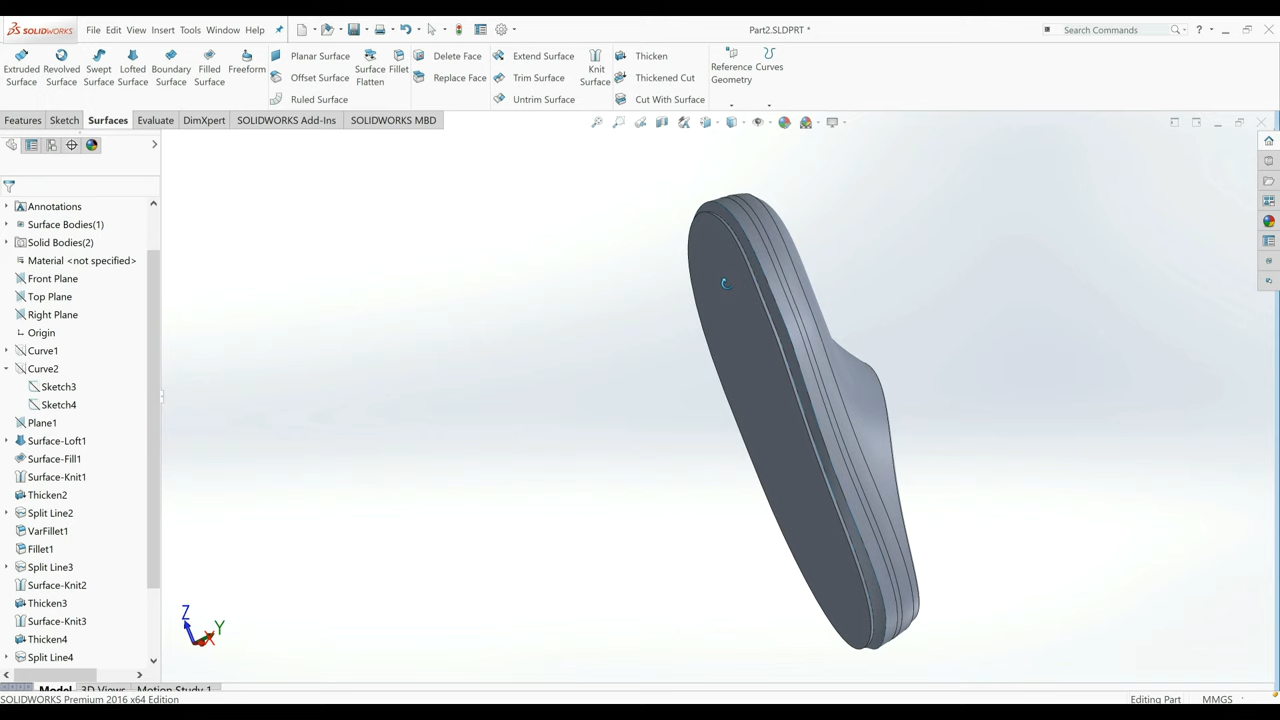 SOLIDWORKS File Edit View Insert Tools Window Help Part2.SLDPRT * Search Commands ?
Extruded Surface
Revolved Surface
Swept Surface
Lofted Surface
Boundary Surface
Filled Surface
Freeform
Planar Surface
Offset Surface
Ruled Surface
Surface Flatten
Fillet
Delete Face
Replace Face
Extend Surface
Trim Surface
Untrim Surface
Knit Surface
Thicken
Thickened Cut
Cut With Surface
Reference Geometry
Curves
Features Sketch Surfaces Evaluate DimXpert SOLIDWORKS Add-Ins SOLIDWORKS MBD
Annotations
Surface Bodies(1)
Solid Bodies(2)
Material <not specified>
Front Plane
Top Plane
Right Plane
Origin
Curve1
Curve2
Sketch3
Sketch4
Plane1
Surface-Loft1
Surface-Fill1
Surface-Knit1
Thicken2
Split Line2
VarFillet1
Fillet1
Split Line3
Surface-Knit2
Thicken3
Surface-Knit3
Thicken4
Split Line4
Z
Y
X
Model 3D Views Motion Study 1
SOLIDWORKS Premium 2016 x64 Edition Editing Part MMGS